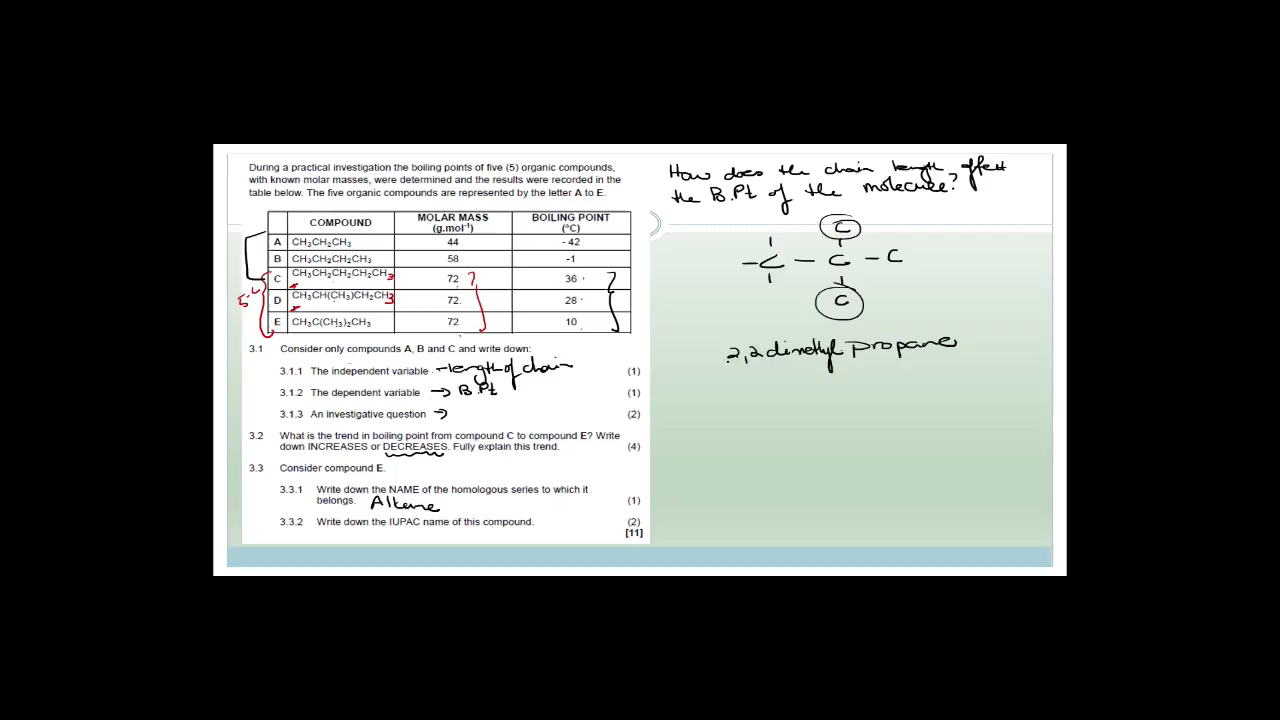 During a practical investigation the boiling points of five (5) organic compounds,
with known molar masses, were determined and the results were recorded in the
table below. The five organic compounds are represented by the letter A to E.
COMPOUND MOLAR MASS (g.mol⁻¹) BOILING POINT (°C)
A CH₃CH₂CH₃ 44 - 42
B CH₃CH₂CH₂CH₃ 58 -1
C CH₃CH₂CH₂CH₂CH₃ 72 36
D CH₃CH(CH₃)CH₂CH₃ 72 28
E CH₃C(CH₃)₂CH₃ 72 10
3.1 Consider only compounds A, B and C and write down:
3.1.1 The independent variable - length of chain (1)
3.1.2 The dependent variable → B.Pt (1)
3.1.3 An investigative question → (2)
3.2 What is the trend in boiling point from compound C to compound E? Write
down INCREASES or DECREASES. Fully explain this trend. (4)
3.3 Consider compound E.
3.3.1 Write down the NAME of the homologous series to which it
belongs. Alkane (1)
3.3.2 Write down the IUPAC name of this compound. (2)
[11]
How does the chain length affect
the B.Pt of the molecule?
C
- C - C - C
C
2,2 dimethyl propane